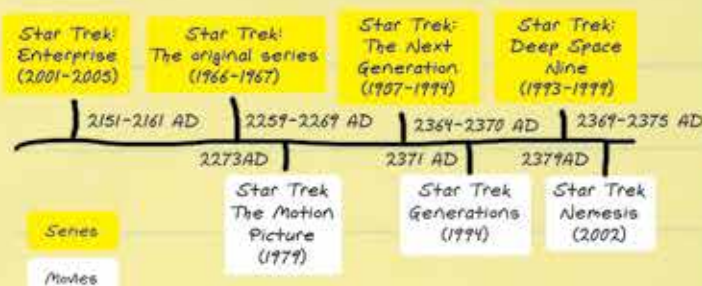 Star Trek:
Enterprise
(2001-2005)
Star Trek:
The original series
(1966-1967)
Star Trek:
The Next
Generation
(1907-1994)
Star Trek:
Deep Space
Nine
(1993-1999)
2151-2161 AD
2259-2269 AD
2364-2370 AD
2369-2375 AD
2273AD
2371 AD
2379AD
Star Trek
The Motion
Picture
(1979)
Star Trek
Generations
(1994)
Star Trek
Nemesis
(2002)
Series
Movies